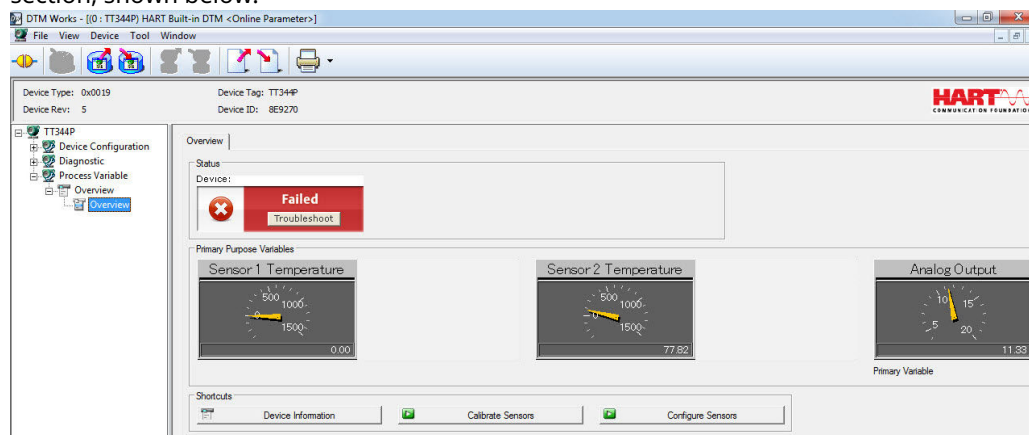 section, shown below.
DTM Works - [(0 : TT344P) HART Built-in DTM <Online Parameter>]
File View Device Tool Window
Device Type: 0x0019 Device Tag: TT344P
Device Rev: 5 Device ID: 8E9270
HART
COMMUNICATION FOUNDATION
TT344P
Device Configuration
Diagnostic
Process Variable
Overview
Overview
Overview
Status
Device:
Failed
Troubleshoot
Primary Purpose Variables
Sensor 1 Temperature
500
1000
0
1500
0.00
Sensor 2 Temperature
500
1000
0
1500
77.82
Analog Output
10 15
5 20
11.33
Primary Variable
Shortcuts
Device Information Calibrate Sensors Configure Sensors